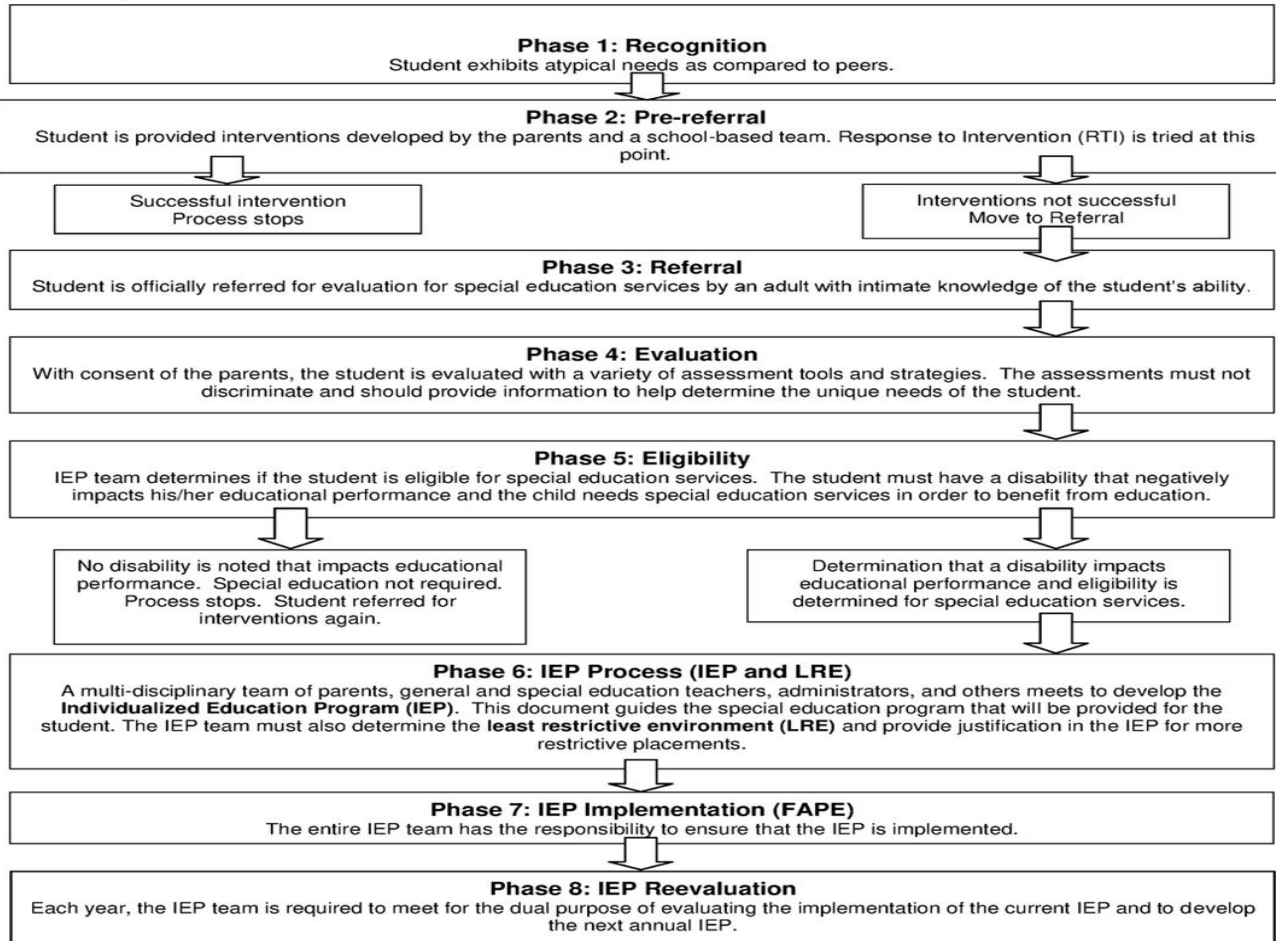 Phase 1: Recognition
Student exhibits atypical needs as compared to peers.
Phase 2: Pre-referral
Student is provided interventions developed by the parents and a school-based team. Response to Intervention (RTI) is tried at this
point.
Successful intervention
Process stops
Interventions not successful
Move to Referral
Phase 3: Referral
Student is officially referred for evaluation for special education services by an adult with intimate knowledge of the student's ability.
Phase 4: Evaluation
With consent of the parents, the student is evaluated with a variety of assessment tools and strategies. The assessments must not
discriminate and should provide information to help determine the unique needs of the student.
Phase 5: Eligibility
IEP team determines if the student is eligible for special education services. The student must have a disability that negatively
impacts his/her educational performance and the child needs special education services in order to benefit from education.
No disability is noted that impacts educational
performance. Special education not required.
Process stops. Student referred for
interventions again.
Determination that a disability impacts
educational performance and eligibility is
determined for special education services.
Phase 6: IEP Process (IEP and LRE)
A multi-disciplinary team of parents, general and special education teachers, administrators, and others meets to develop the
Individualized Education Program (IEP). This document guides the special education program that will be provided for the
student. The IEP team must also determine the least restrictive environment (LRE) and provide justification in the IEP for more
restrictive placements.
Phase 7: IEP Implementation (FAPE)
The entire IEP team has the responsibility to ensure that the IEP is implemented.
Phase 8: IEP Reevaluation
Each year, the IEP team is required to meet for the dual purpose of evaluating the implementation of the current IEP and to develop
the next annual IEP.